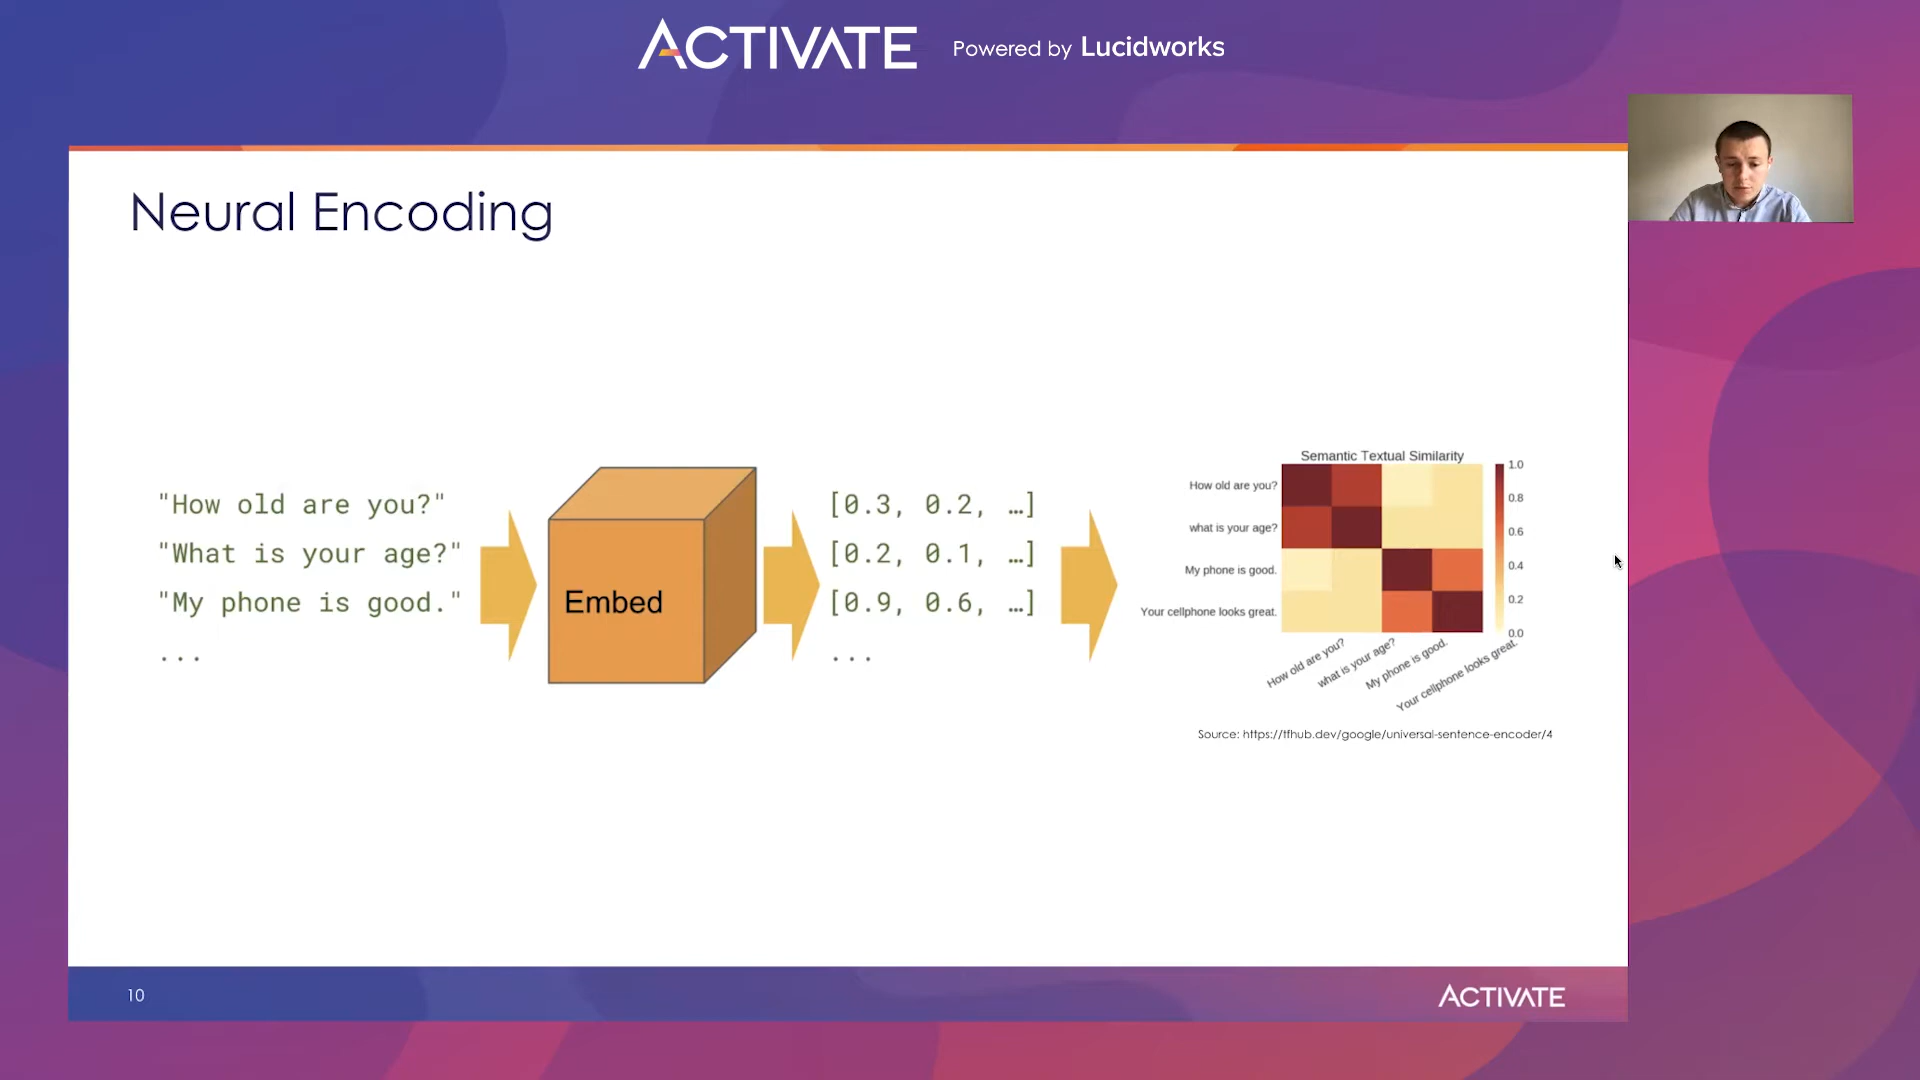 ACTIVATE Powered by Lucidworks
Neural Encoding
"How old are you?"
"What is your age?"
"My phone is good."
...
Embed
[0.3, 0.2, …]
[0.2, 0.1, …]
[0.9, 0.6, …]
...
Semantic Textual Similarity
How old are you?
what is your age?
My phone is good.
Your cellphone looks great.
1.0
0.8
0.6
0.4
0.2
0.0
How old are you?
what is your age?
My phone is good.
Your cellphone looks great.
Source: https://tfhub.dev/google/universal-sentence-encoder/4
10
ACTIVATE